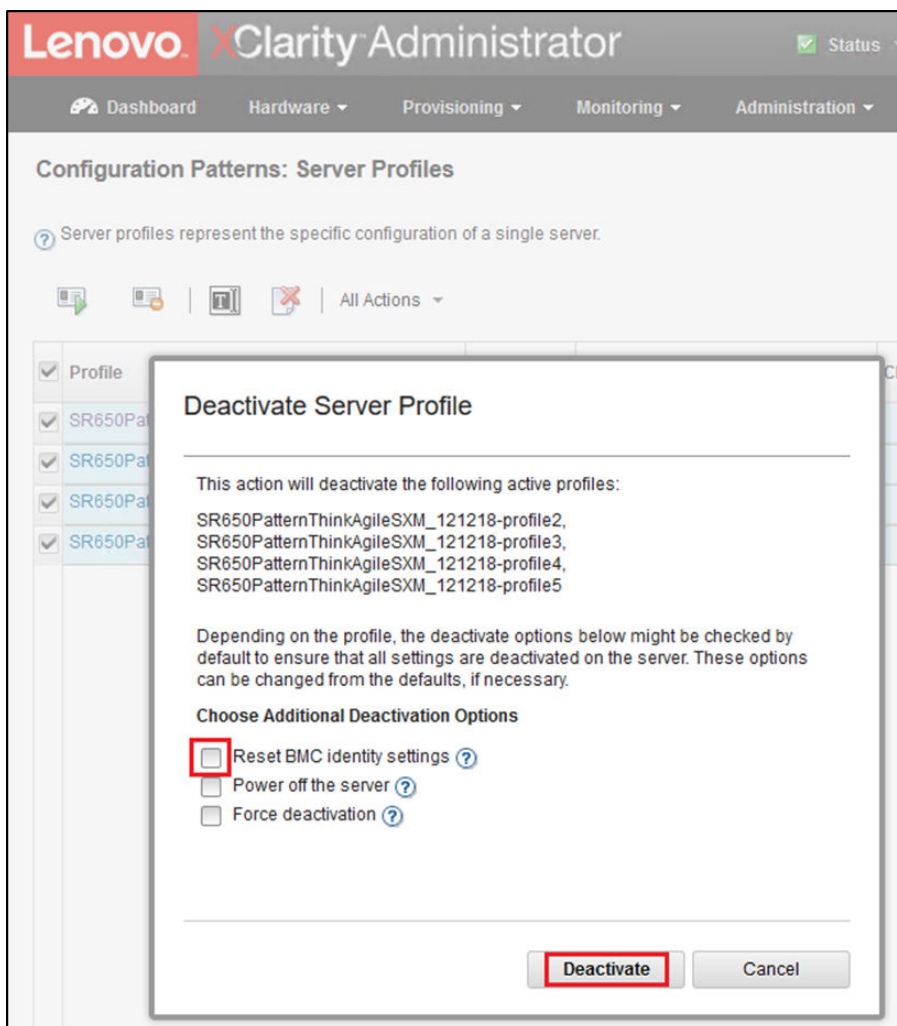 Lenovo. XClarity Administrator Status
Dashboard Hardware Provisioning Monitoring Administration
Configuration Patterns: Server Profiles
? Server profiles represent the specific configuration of a single server.
T All Actions
Profile
SR650Pat
SR650Pat
SR650Pat
SR650Pat
Deactivate Server Profile
This action will deactivate the following active profiles:
SR650PatternThinkAgileSXM_121218-profile2,
SR650PatternThinkAgileSXM_121218-profile3,
SR650PatternThinkAgileSXM_121218-profile4,
SR650PatternThinkAgileSXM_121218-profile5
Depending on the profile, the deactivate options below might be checked by
default to ensure that all settings are deactivated on the server. These options
can be changed from the defaults, if necessary.
Choose Additional Deactivation Options
Reset BMC identity settings ?
Power off the server ?
Force deactivation ?
Deactivate Cancel